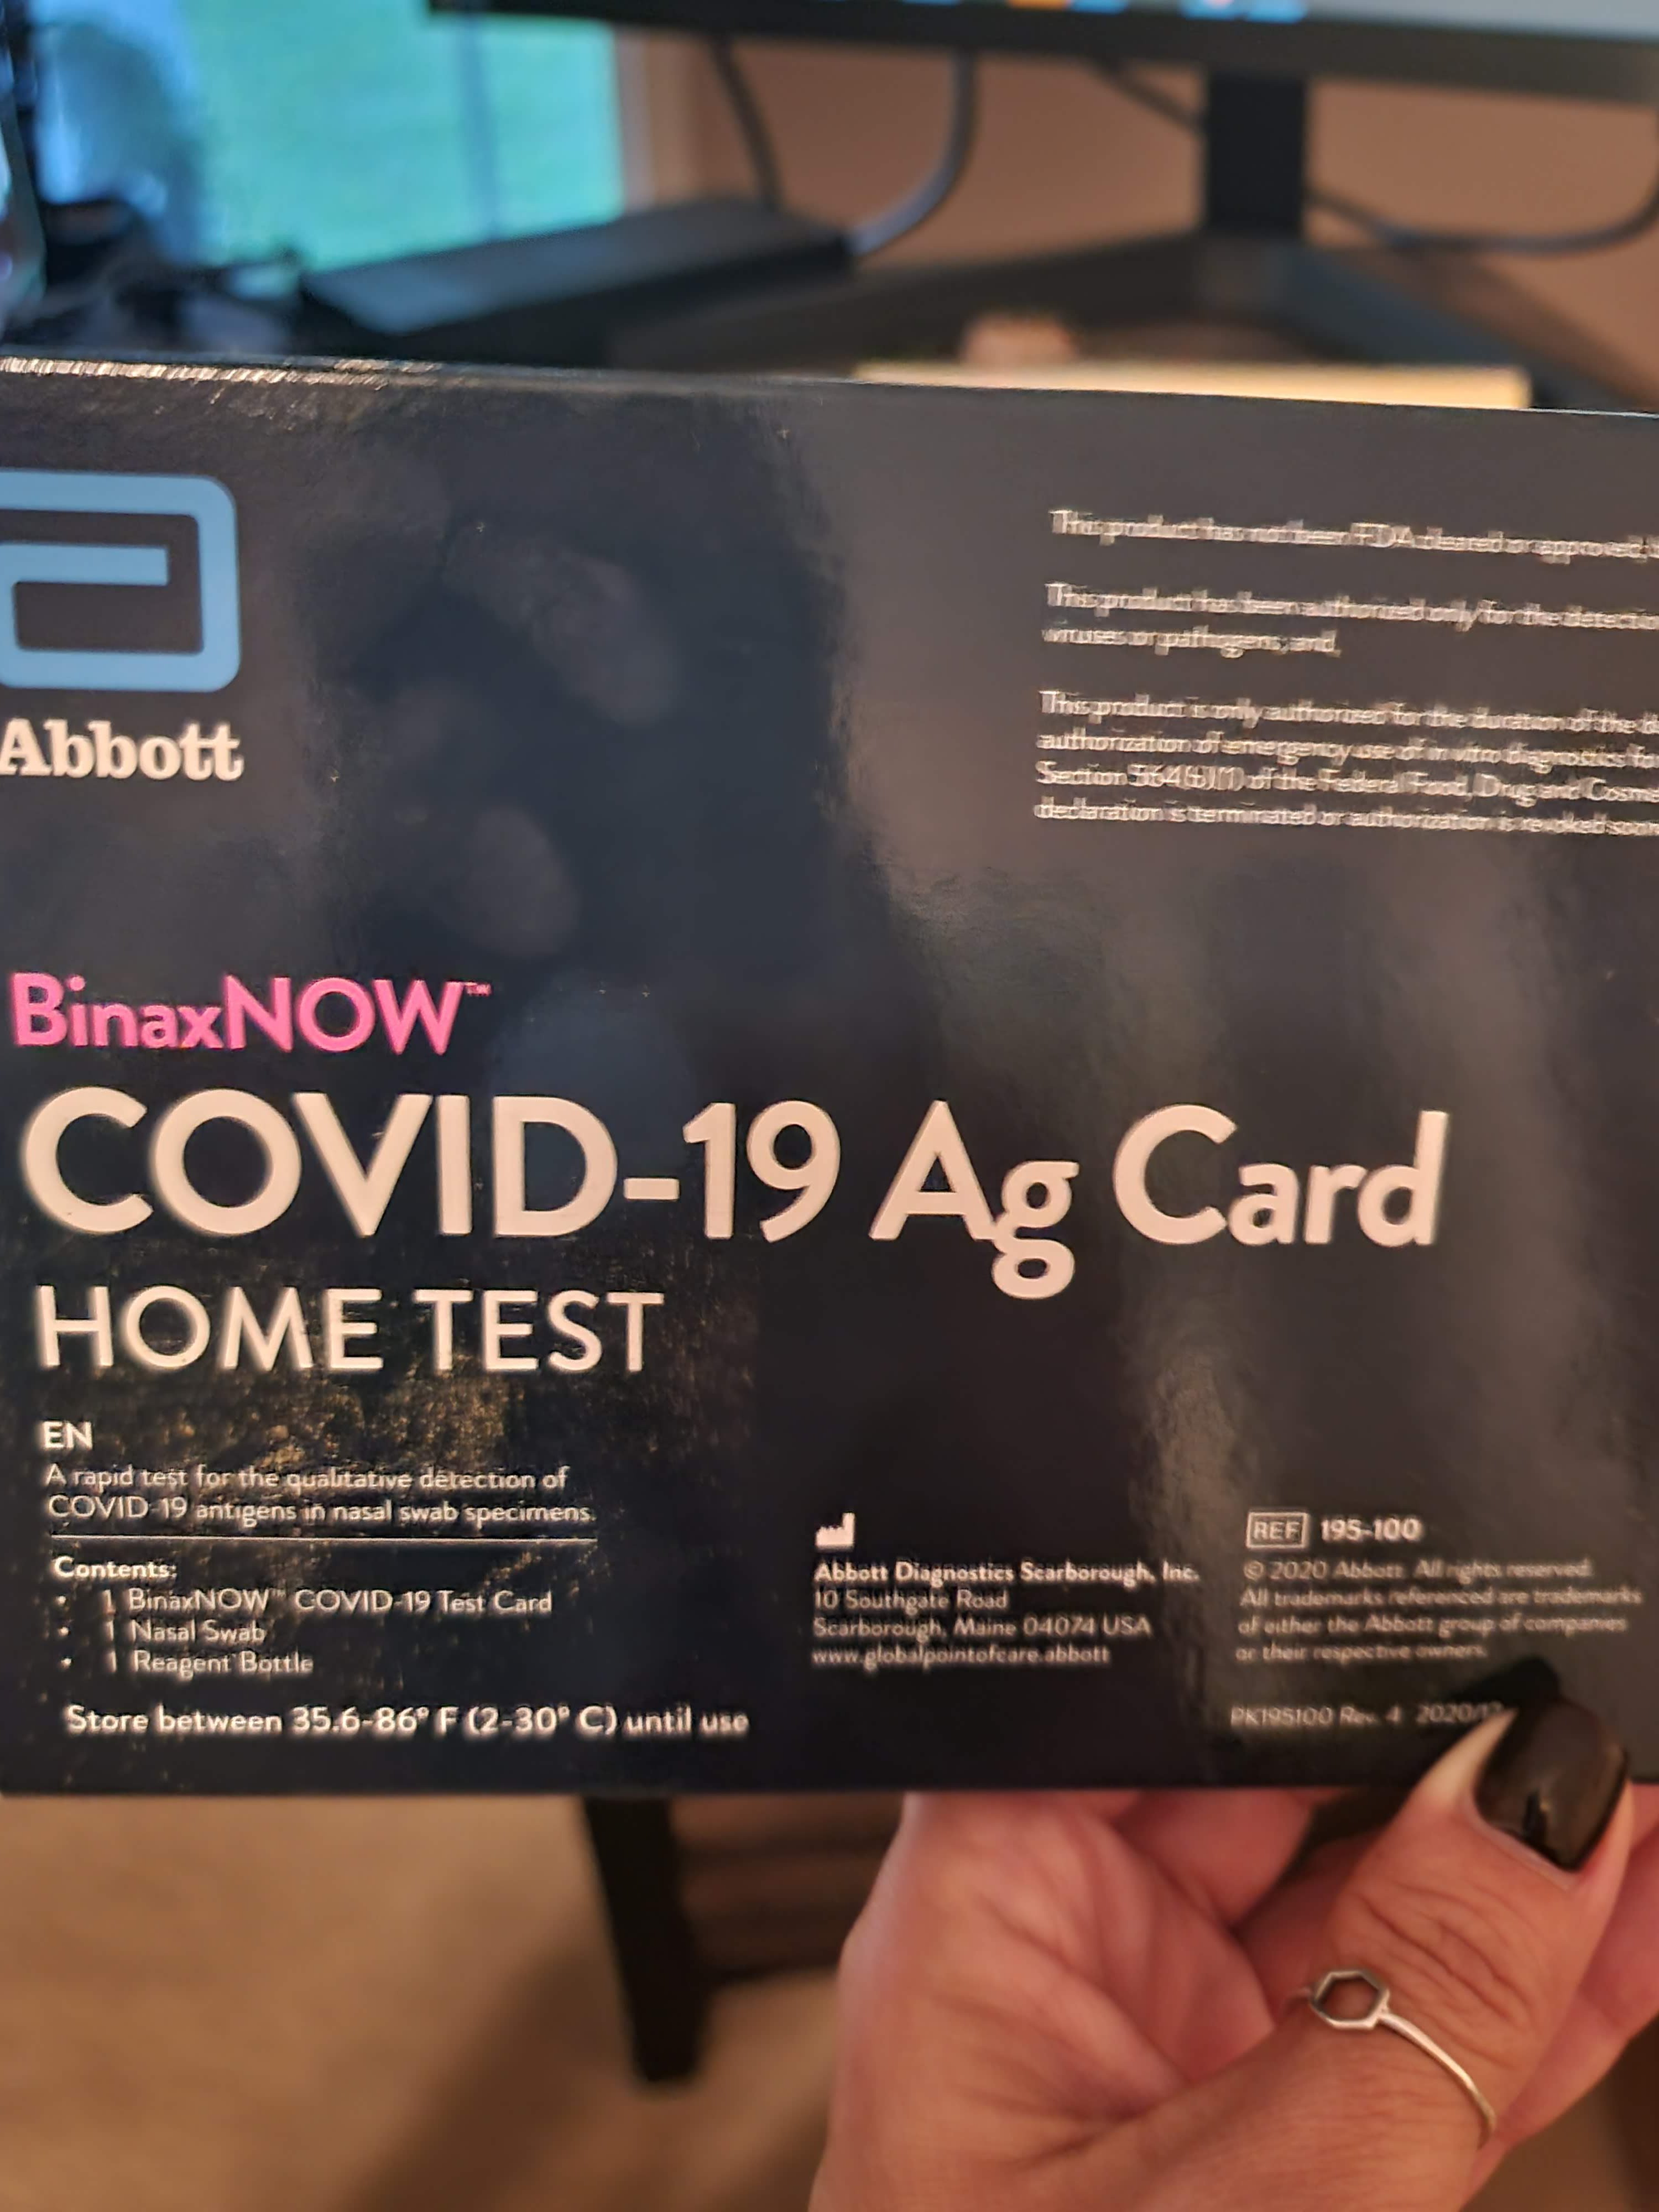 Abbott
This product has not been FDA cleared or approved;
This product has been authorized only for the
viruses or pathogens; and,
This product is only authorized for the duration of the
authorization of emergency use of in vitro diagnostics
Section 564(b)(1) of the Federal Food, Drug and
declaration is terminated or authorization is revoked
BinaxNOW™
COVID-19 Ag Card
HOME TEST
EN
A rapid test for the qualitative detection of
COVID-19 antigens in nasal swab specimens.
Contents:
• 1 BinaxNOW™ COVID-19 Test Card
• 1 Nasal Swab
• 1 Reagent Bottle
Store between 35.6-86° F (2-30° C) until use
Abbott Diagnostics Scarborough, Inc.
10 Southgate Road
Scarborough, Maine 04074 USA
www.globalpointofcare.abbott
REF 195-100
© 2020 Abbott. All rights reserved.
All trademarks referenced are trademarks
of either the Abbott group of companies
or their respective owners.
PK195100 Rev. 4